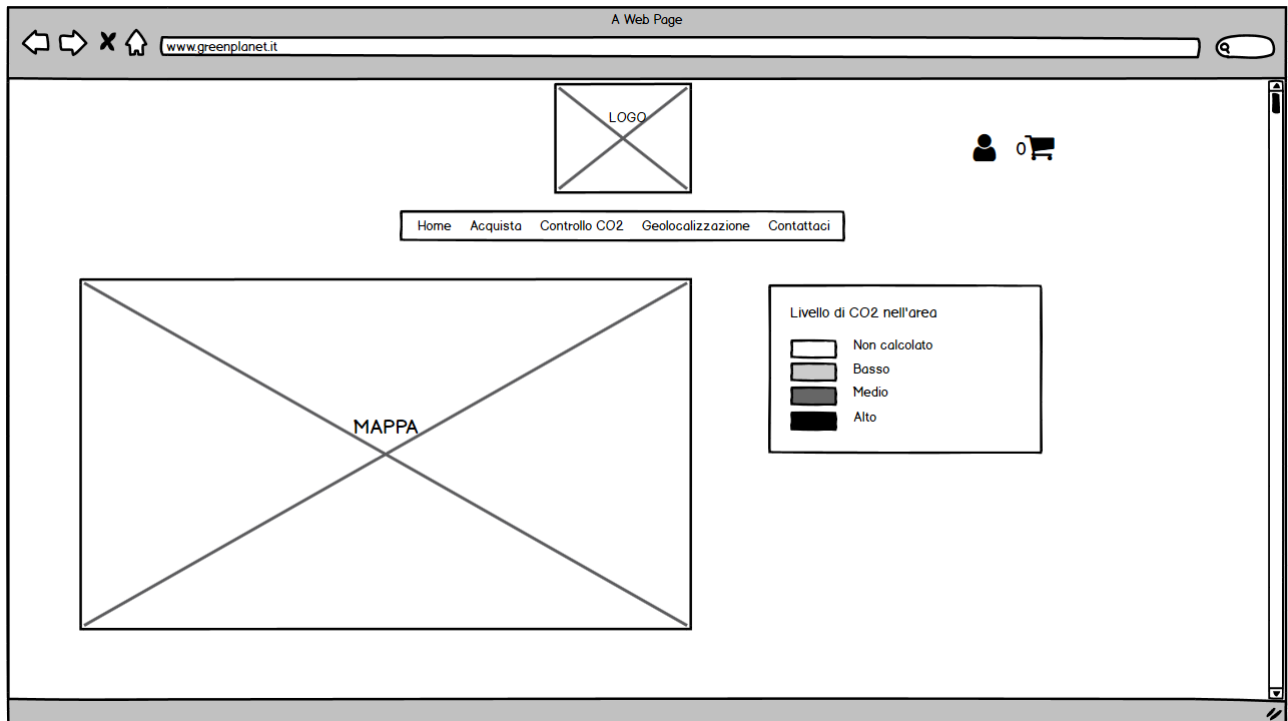 A Web Page
www.greenplanet.it
LOGO
0
Home Acquista Controllo CO2 Geolocalizzazione Contattaci
MAPPA
Livello di CO2 nell'area
Non calcolato
Basso
Medio
Alto